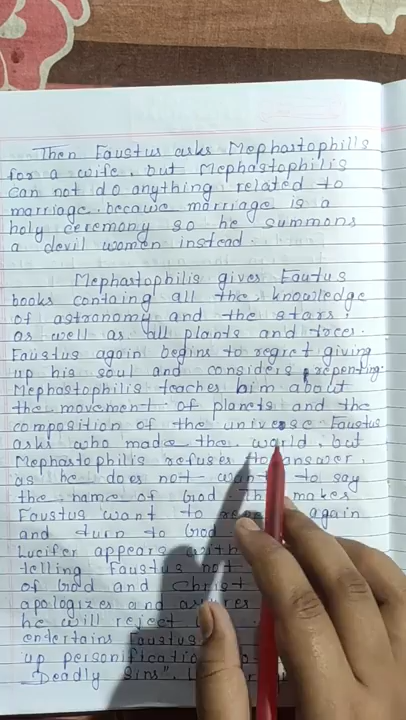 Then Faustus asks Mephastophills
for a wife, but Mephastophilis
can not do anything related to
marriage. because marriage is a
holy ceremony so he summons
a devil women instead.
Mephastophilis gives Fautus
books containg all the knowledge
of astronomy and the stars.
as well as all plants and trees.
Faustus again begins to regret giving
up his soul and considers repenting.
Mephastophilis teaches him about
the movement of planets and the
composition of the universe. Faustus
asks who made the world, but
Mephastophilis refuses to answer
as he does not want to say
the name of God. This makes
Faustus want to again
and turn to God
Lucifer appears with
telling Faustus not
of God and Christ
apologizes and
he will reject
entertains Faustus
up personificatio
Deadly Sins".